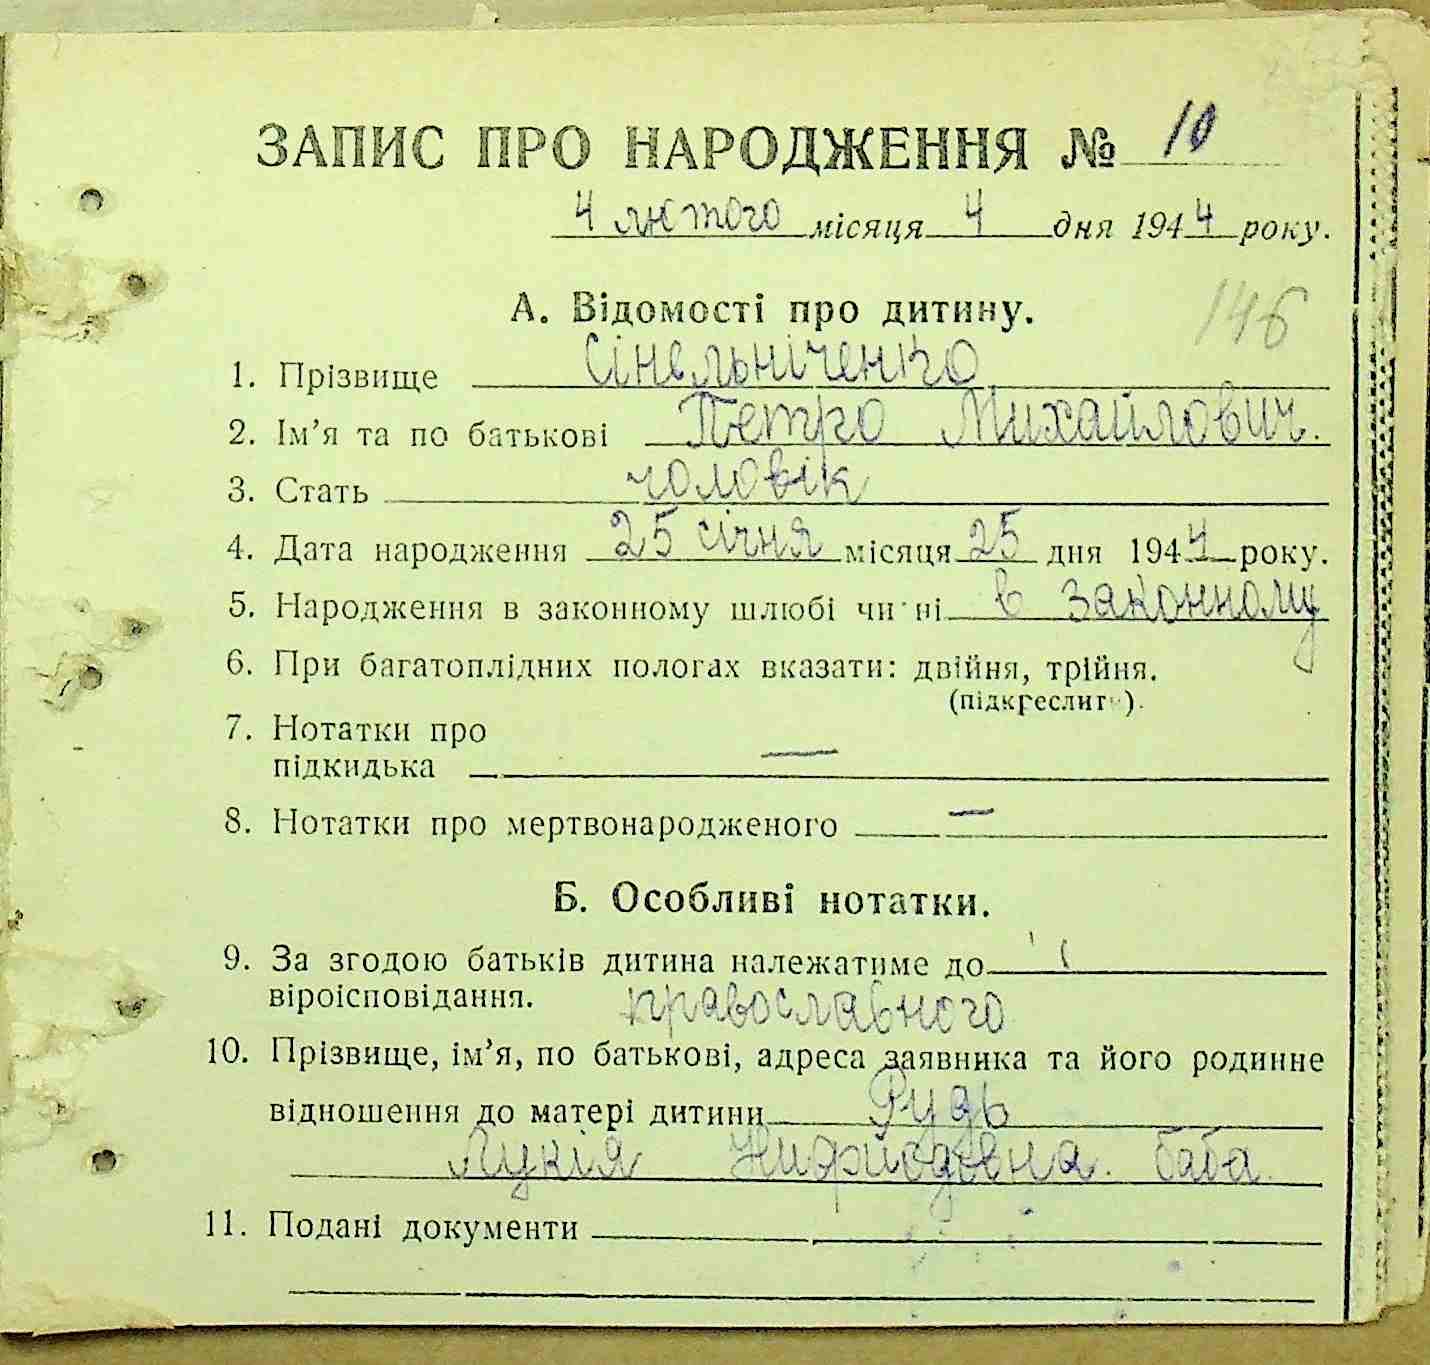 ЗАПИС ПРО НАРОДЖЕННЯ № 10
4 лютого місяця 4 дня 1944 року.
146
А. Відомості про дитину.
1. Прізвище Сінельніченко
2. Ім’я та по батькові Петро Михайлович.
3. Стать чоловік
4. Дата народження 25 січня місяця 25 дня 1944 року.
5. Народження в законному шлюбі чи ні в законному
6. При багатоплідних пологах вказати: двійня, трійня.
(підкреслити).
7. Нотатки про
підкидька —
8. Нотатки про мертвонародженого —
Б. Особливі нотатки.
9. За згодою батьків дитина належатиме до
віроісповідання. православного
10. Прізвище, ім’я, по батькові, адреса заявника та його родинне
відношення до матері дитини Рудь
Лукія баба.
11. Подані документи